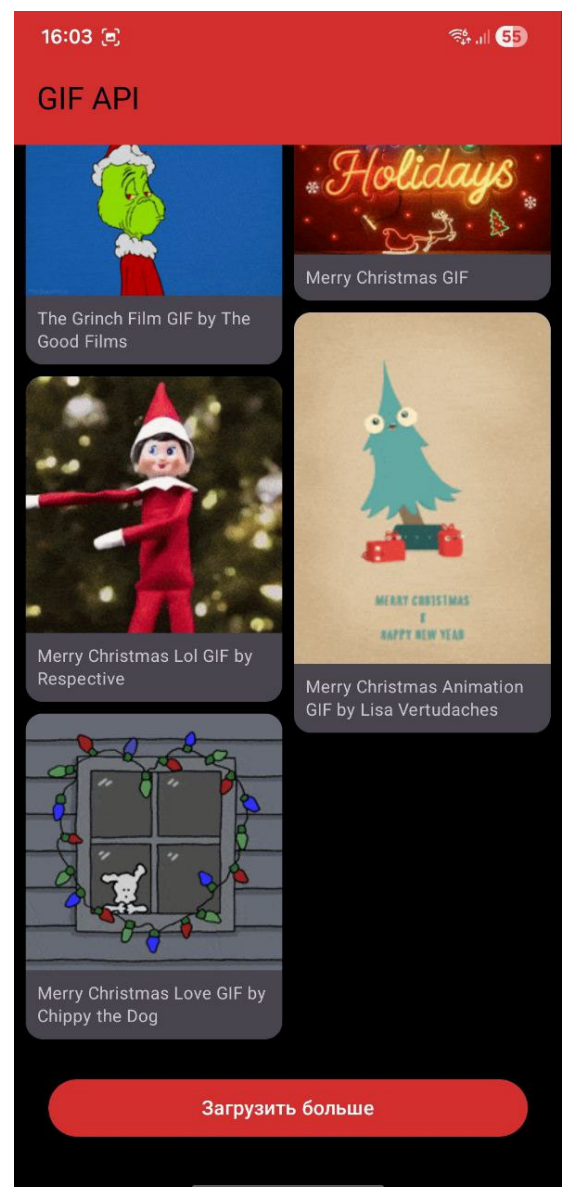 16:03
55
GIF API
Holidays
Merry Christmas GIF
The Grinch Film GIF by The
Good Films
MERRY CHRISTMAS
&
HAPPY NEW YEAR
Merry Christmas Lol GIF by
Respective
Merry Christmas Animation
GIF by Lisa Vertudaches
Merry Christmas Love GIF by
Chippy the Dog
Загрузить больше